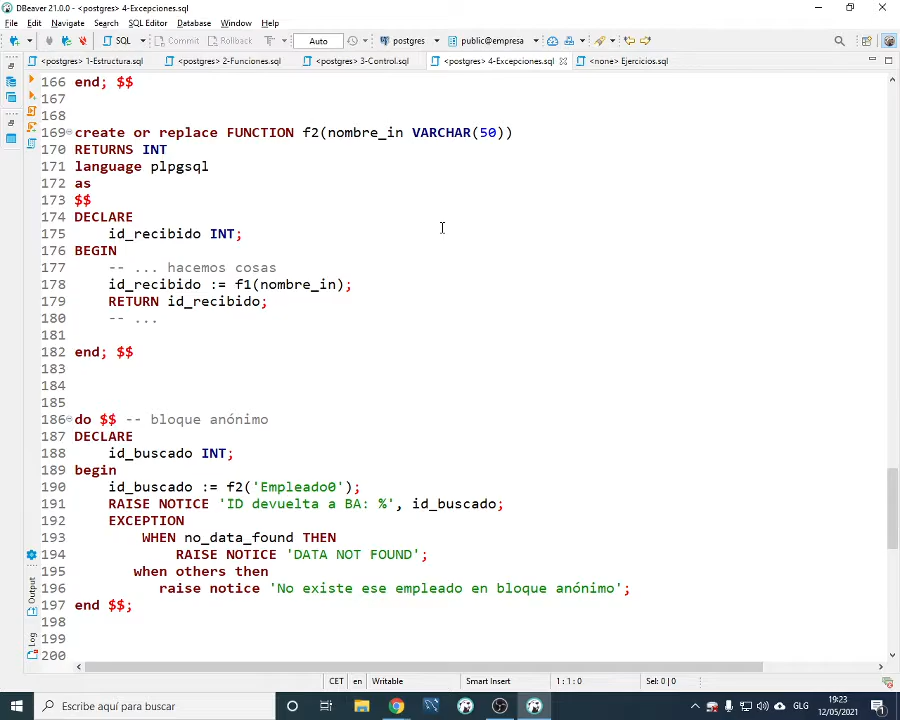 DBeaver 21.0.0 - <postgres> 4-Excepciones.sql
File Edit Navigate Search SQL Editor Database Window Help
SQL Commit Rollback Auto postgres public@empresa
<postgres> 1-Estructura.sql <postgres> 2-Funciones.sql <postgres> 3-Control.sql <postgres> 4-Excepciones.sql <none> Ejercicios.sql
166 end; $$
167
168
169 create or replace FUNCTION f2(nombre_in VARCHAR(50))
170 RETURNS INT
171 language plpgsql
172 as
173 $$
174 DECLARE
175 id_recibido INT;
176 BEGIN
177 -- ... hacemos cosas
178 id_recibido := f1(nombre_in);
179 RETURN id_recibido;
180 -- ...
181
182 end; $$
183
184
185
186 do $$ -- bloque anónimo
187 DECLARE
188 id_buscado INT;
189 begin
190 id_buscado := f2('Empleado0');
191 RAISE NOTICE 'ID devuelta a BA: %', id_buscado;
192 EXCEPTION
193 WHEN no_data_found THEN
194 RAISE NOTICE 'DATA NOT FOUND';
195 when others then
196 raise notice 'No existe ese empleado en bloque anónimo';
197 end $$;
198
199
200
Output
Log
CET en Writable Smart Insert 1 : 1 : 0 Sel: 0 | 0
Escribe aquí para buscar
GLG
19:23
12/05/2021
1